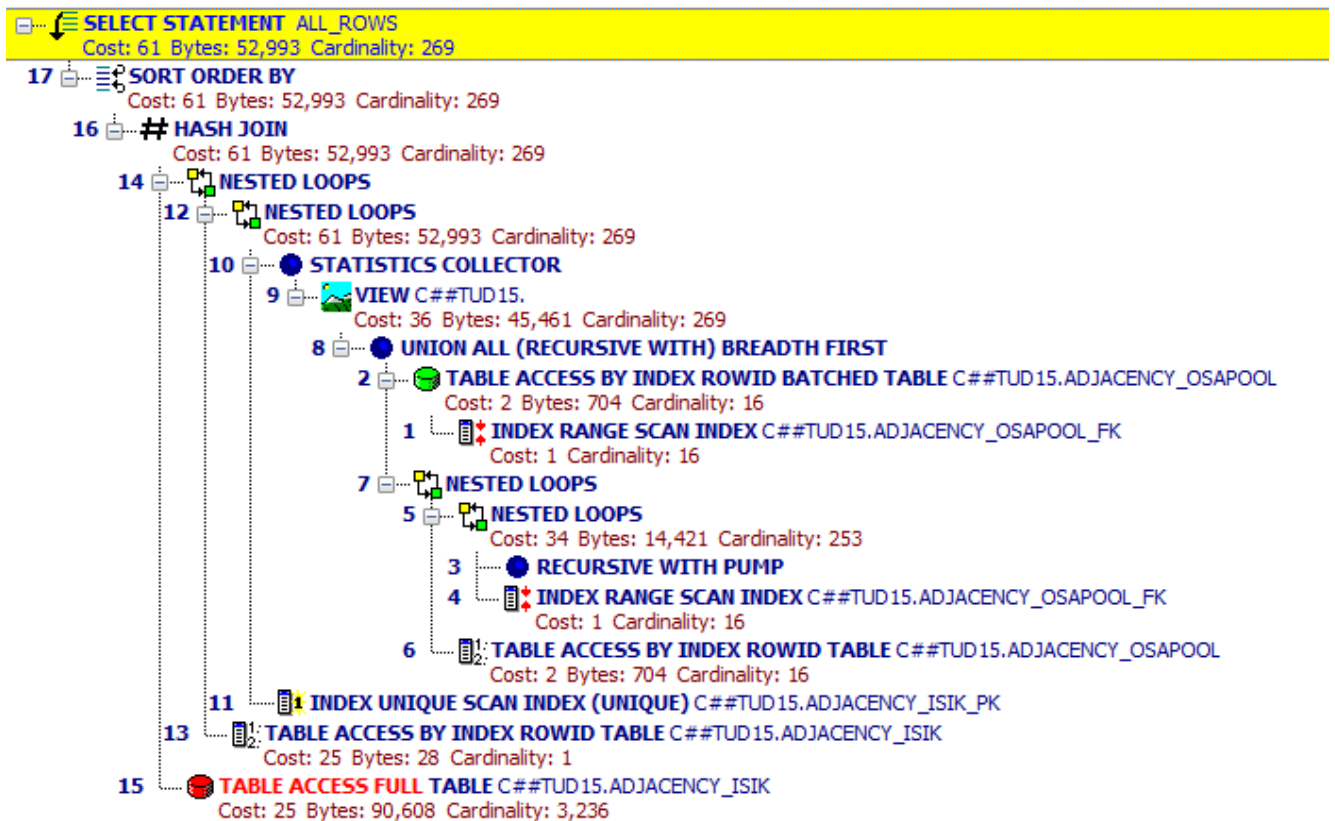 SELECT STATEMENT ALL_ROWS
Cost: 61 Bytes: 52,993 Cardinality: 269
17 SORT ORDER BY
Cost: 61 Bytes: 52,993 Cardinality: 269
16 HASH JOIN
Cost: 61 Bytes: 52,993 Cardinality: 269
14 NESTED LOOPS
12 NESTED LOOPS
Cost: 61 Bytes: 52,993 Cardinality: 269
10 STATISTICS COLLECTOR
9 VIEW C##TUD15.
Cost: 36 Bytes: 45,461 Cardinality: 269
8 UNION ALL (RECURSIVE WITH) BREADTH FIRST
2 TABLE ACCESS BY INDEX ROWID BATCHED TABLE C##TUD15.ADJACENCY_OSAPOOL
Cost: 2 Bytes: 704 Cardinality: 16
1 INDEX RANGE SCAN INDEX C##TUD15.ADJACENCY_OSAPOOL_FK
Cost: 1 Cardinality: 16
7 NESTED LOOPS
5 NESTED LOOPS
Cost: 34 Bytes: 14,421 Cardinality: 253
3 RECURSIVE WITH PUMP
4 INDEX RANGE SCAN INDEX C##TUD15.ADJACENCY_OSAPOOL_FK
Cost: 1 Cardinality: 16
6 TABLE ACCESS BY INDEX ROWID TABLE C##TUD15.ADJACENCY_OSAPOOL
Cost: 2 Bytes: 704 Cardinality: 16
11 INDEX UNIQUE SCAN INDEX (UNIQUE) C##TUD15.ADJACENCY_ISIK_PK
13 TABLE ACCESS BY INDEX ROWID TABLE C##TUD15.ADJACENCY_ISIK
Cost: 25 Bytes: 28 Cardinality: 1
15 TABLE ACCESS FULL TABLE C##TUD15.ADJACENCY_ISIK
Cost: 25 Bytes: 90,608 Cardinality: 3,236